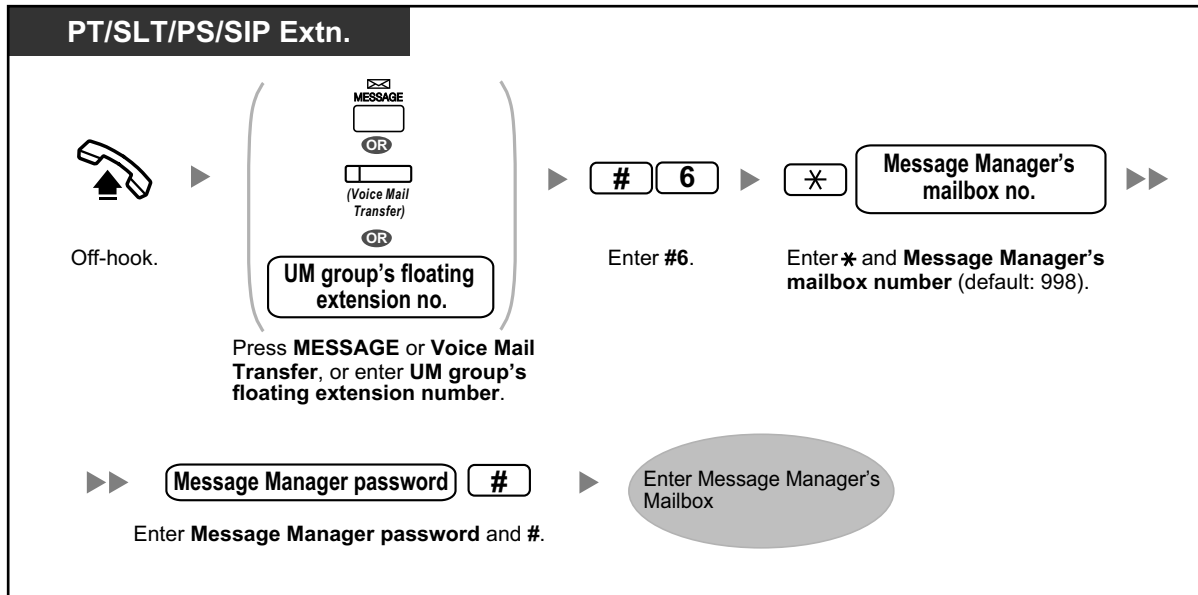 PT/SLT/PS/SIP Extn.
MESSAGE
OR
(Voice Mail
Transfer)
OR
UM group's floating
extension no.
# 6
✳ Message Manager's
mailbox no.
Off-hook.
Press MESSAGE or Voice Mail
Transfer, or enter UM group's
floating extension number.
Enter #6.
Enter ✳ and Message Manager's
mailbox number (default: 998).
Message Manager password #
Enter Message Manager password and #.
Enter Message Manager's
Mailbox